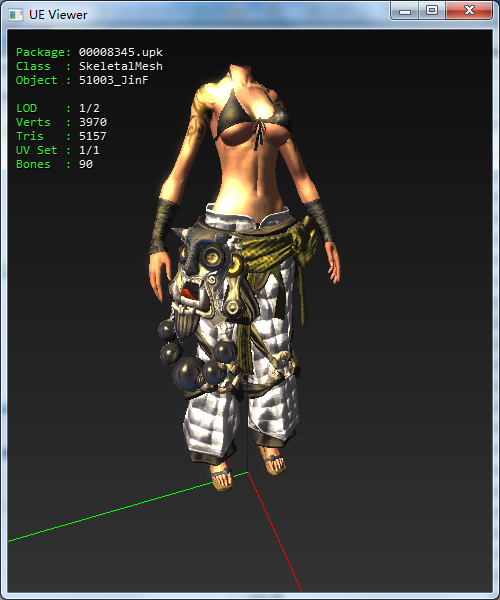 UE Viewer
Package: 00008345.upk
Class : SkeletalMesh
Object : 51003_JinF
LOD : 1/2
Verts : 3970
Tris : 5157
UV Set : 1/1
Bones : 90